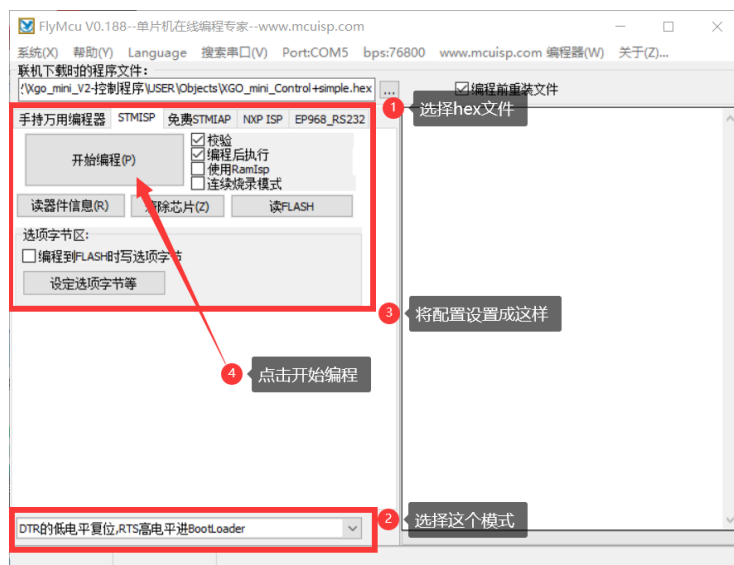 FlyMcu V0.188--单片机在线编程专家--www.mcuisp.com
系统(X) 帮助(Y) Language 搜索串口(V) Port:COM5 bps:76800 www.mcuisp.com 编程器(W) 关于(Z)...
联机下载时的程序文件:
\Xgo_mini_V2-控制程序\USER\Objects\XGO_mini_Control+simple.hex ... 编程前重装文件
1 选择hex文件
手持万用编程器 STMISP 免费STMIAP NXP ISP EP968_RS232
开始编程(P)
校验
编程后执行
使用RamIsp
连续烧录模式
读器件信息(R) 除芯片(Z) 读FLASH
选项字节区:
编程到FLASH时写选项字节
设定选项字节等
3 将配置设置成这样
4 点击开始编程
2 选择这个模式
DTR的低电平复位,RTS高电平进BootLoader